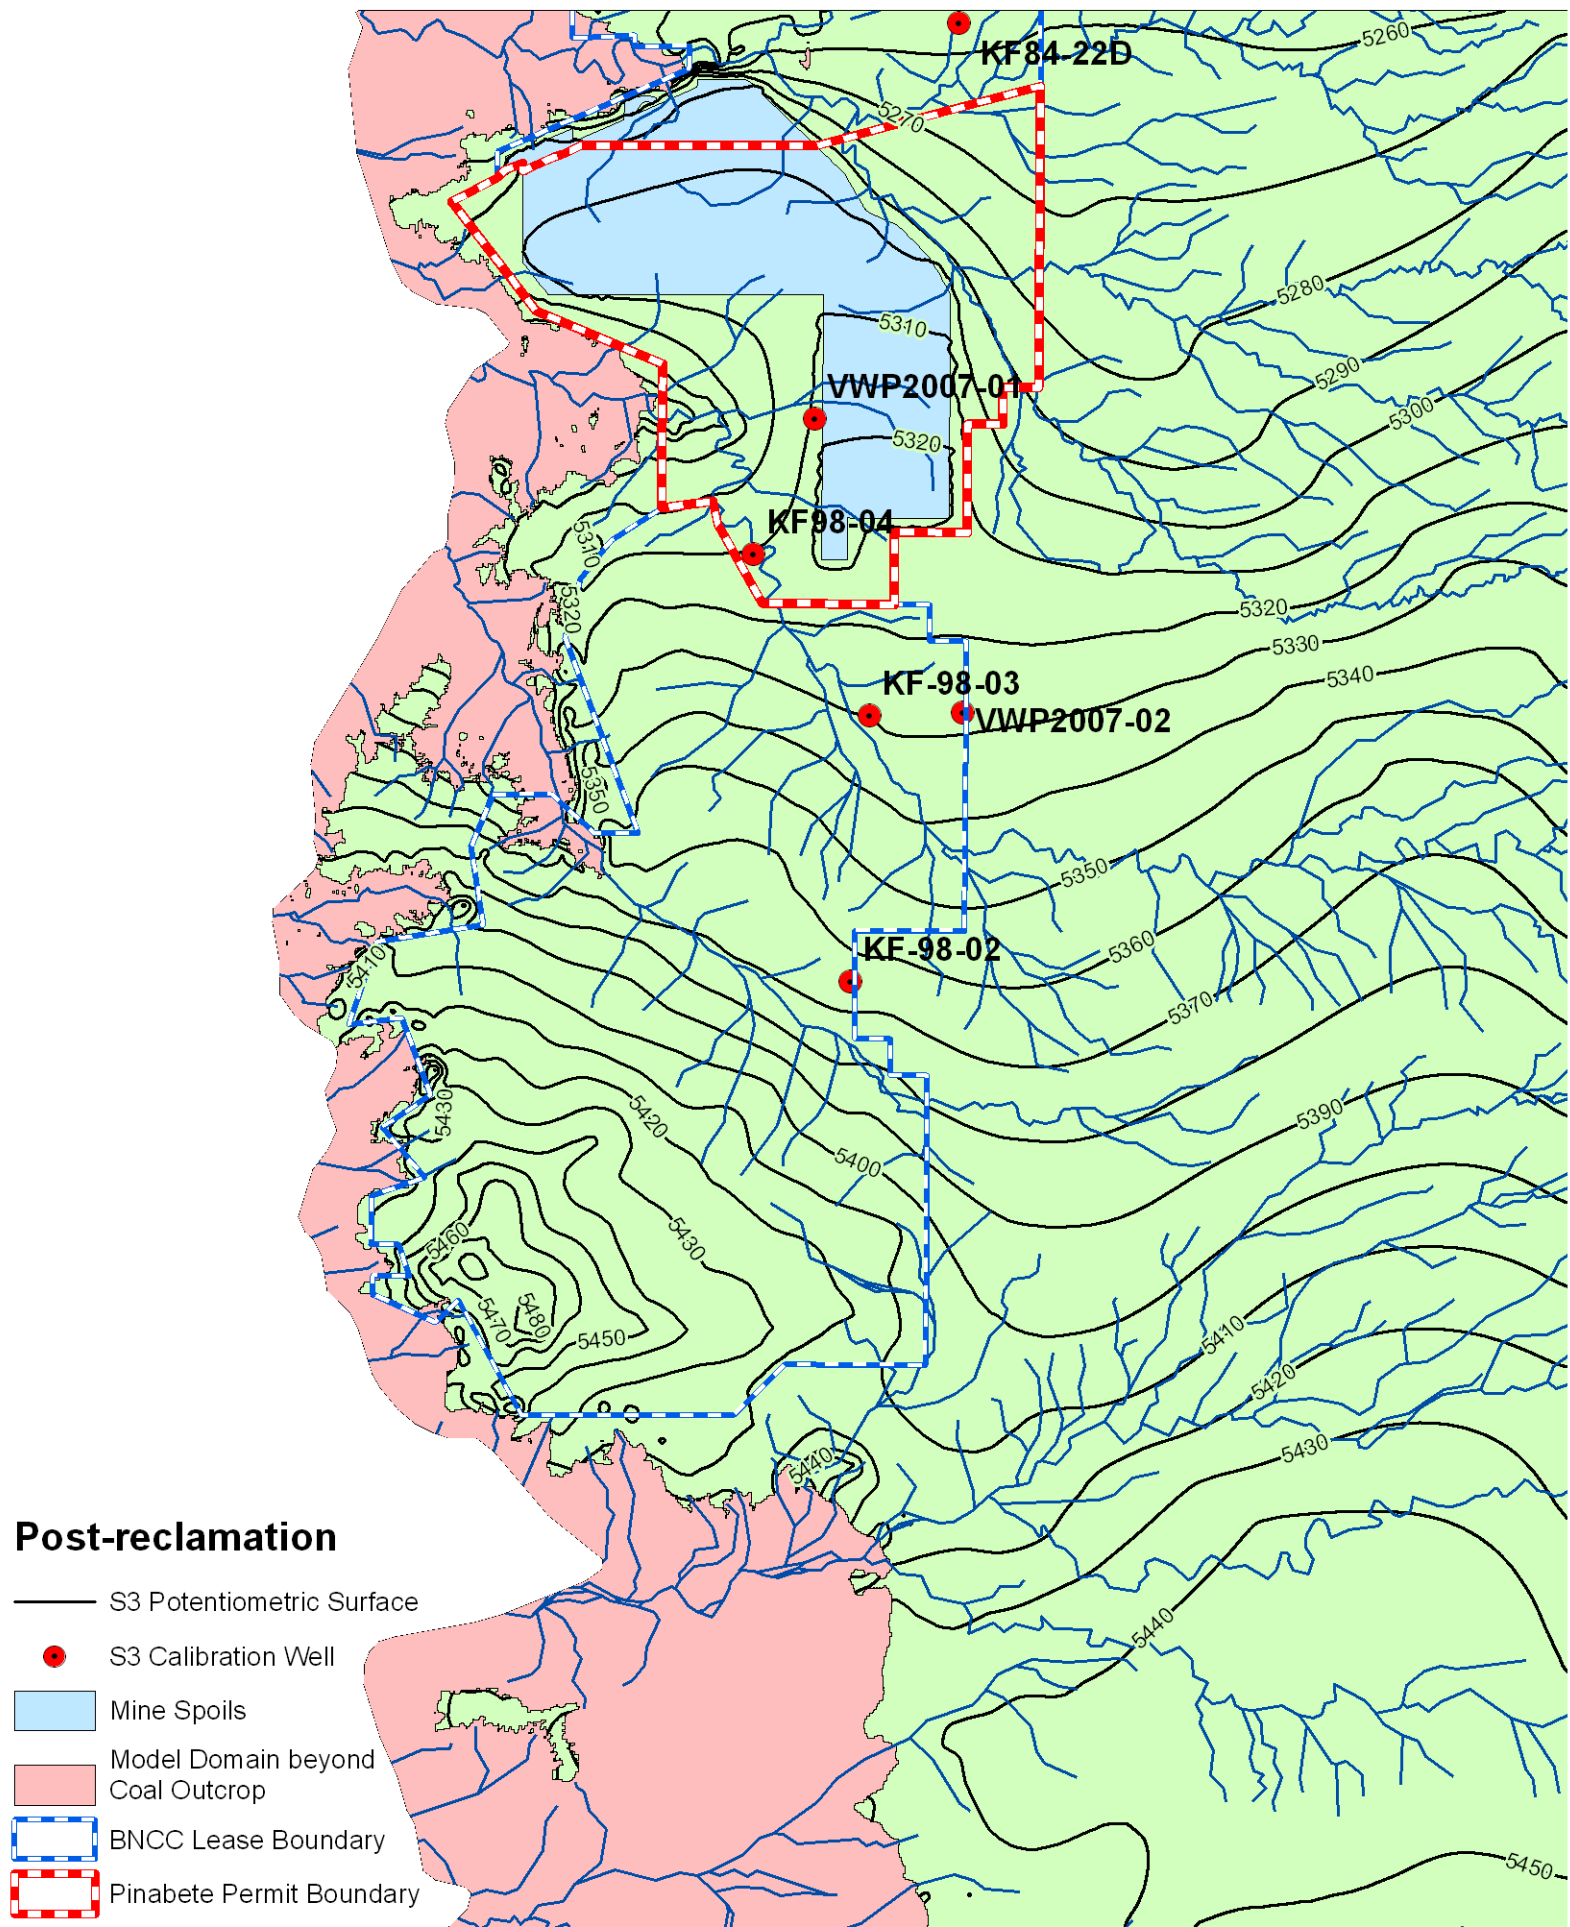 5260
KF84-22D
5270
5280
5310
5290
VWP2007-01
5300
5320
KF98-04
5310
5320
5320
5330
5340
KF-98-03
VWP2007-02
5350
5350
5360
KF-98-02
5410
5370
5430
5420
5390
5400
5430
5460
5470
5480
5450
5410
5420
5430
5440
5440
5450
Post-reclamation
S3 Potentiometric Surface
S3 Calibration Well
Mine Spoils
Model Domain beyond
Coal Outcrop
BNCC Lease Boundary
Pinabete Permit Boundary